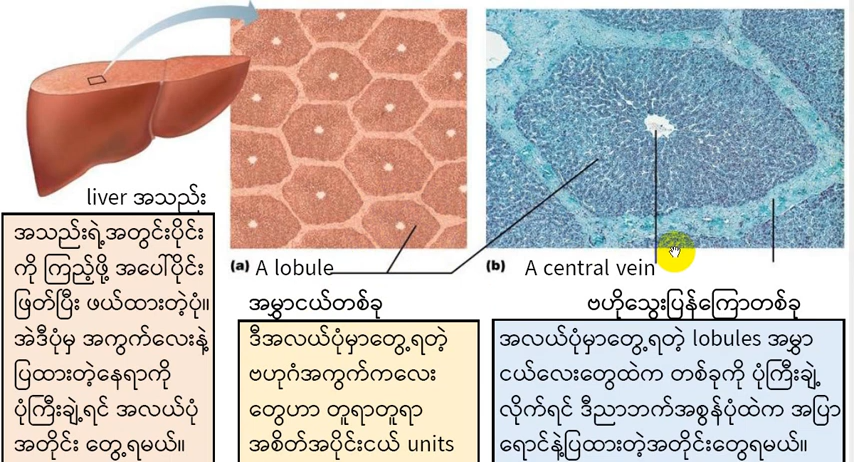 liver အသည်း
အသည်းရဲ့အတွင်းပိုင်း
ကို ကြည့်ဖို့ အပေါ်ပိုင်း
ဖြတ်ပြီး ဖယ်ထားတဲ့ပုံ။
အဲဒီပုံမှ အကွက်လေးနဲ့
ပြထားတဲ့နေရာကို
ပုံကြီးချဲ့ရင် အလယ်ပုံ
အတိုင်း တွေ့ရမယ်။
(a) A lobule
အမွှာငယ်တစ်ခု
ဒီအလယ်ပုံမှာတွေ့ရတဲ့
ဗဟုဂံအကွက်ကလေး
တွေဟာ တူရာတူရာ
အစိတ်အပိုင်းငယ် units
(b) A central vein
ဗဟိုသွေးပြန်ကြောတစ်ခု
အလယ်ပုံမှာတွေ့ရတဲ့ lobules အမွှာ
ငယ်လေးတွေထဲက တစ်ခုကို ပုံကြီးချဲ့
လိုက်ရင် ဒီညာဘက်အစွန်ပုံထဲက အပြာ
ရောင်နဲ့ပြထားတဲ့အတိုင်းတွေရမယ်။